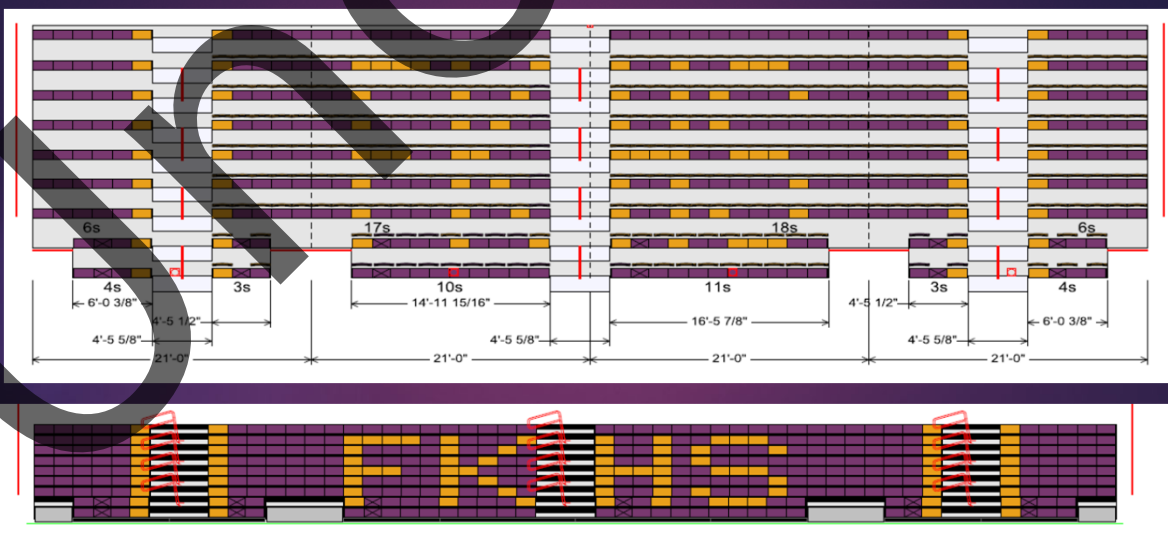 6s 17s 18s 6s
4s 3s 10s 11s 3s 4s
6'-0 3/8" 14'-11 15/16" 4'-5 1/2" 6'-0 3/8"
4'-5 1/2" 16'-5 7/8"
4'-5 5/8" 4'-5 5/8" 4'-5 5/8"
21'-0" 21'-0" 21'-0" 21'-0"
FKHS